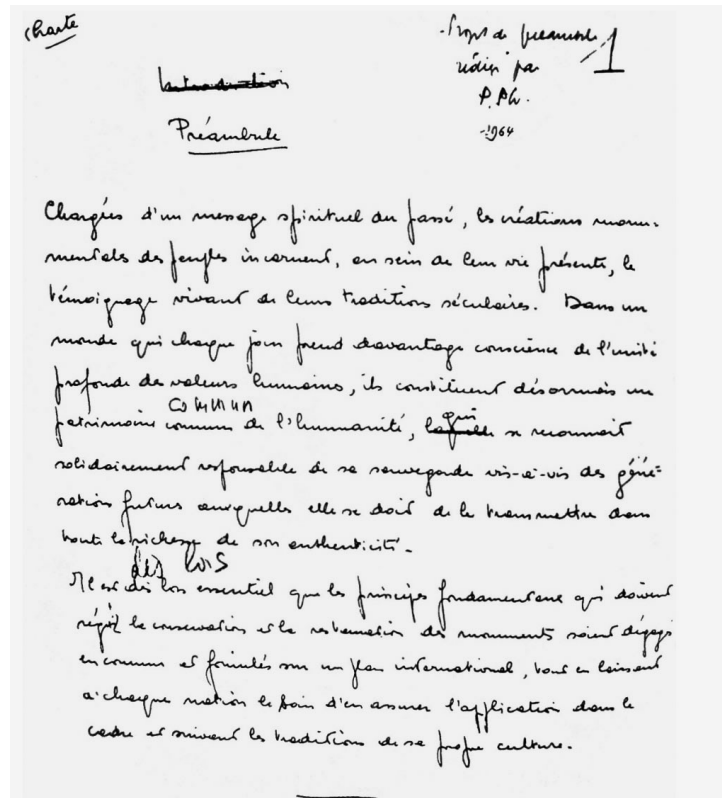 Charte
Projet de préambule 1
rédigé par
P. Ph.
1964
Introduction
Préambule
Chargées d'un message spirituel du passé, les créations monu-
mentales des peuples incarnent, au sein de leur vie présente, le
témoignage vivant de leurs traditions séculaires. Dans un
monde qui chaque jour prend davantage conscience de l'unité
profonde des valeurs humaines, ils constituent désormais un
commun
patrimoine commun de l'humanité, laquelle qui se reconnaît
solidairement responsable de sa sauvegarde vis-à-vis des géné-
rations futures auxquelles elle se doit de le transmettre dans
toute la richesse de son authenticité.
dès lors
Il est dès lors essentiel que les principes fondamentaux qui doivent
régir la conservation et la restauration des monuments soient dégagés
en commun et formulés sur un plan international, tout en laissant
à chaque nation le soin d'en assurer l'application dans le
cadre et suivant les traditions de sa propre culture.